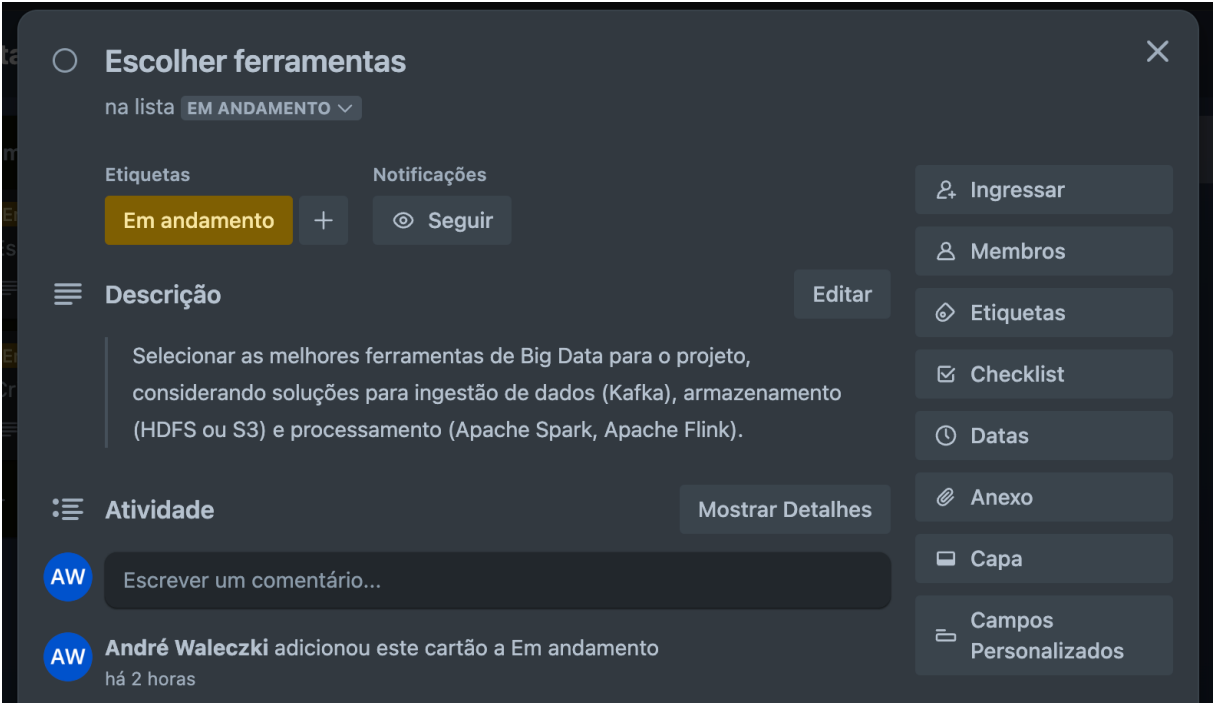 Escolher ferramentas
na lista EM ANDAMENTO
Etiquetas
Notificações
Em andamento
Seguir
Descrição
Editar
Selecionar as melhores ferramentas de Big Data para o projeto,
considerando soluções para ingestão de dados (Kafka), armazenamento
(HDFS ou S3) e processamento (Apache Spark, Apache Flink).
Atividade
Mostrar Detalhes
AW
Escrever um comentário...
AW
André Waleczki adicionou este cartão a Em andamento
há 2 horas
Ingressar
Membros
Etiquetas
Checklist
Datas
Anexo
Capa
Campos
Personalizados